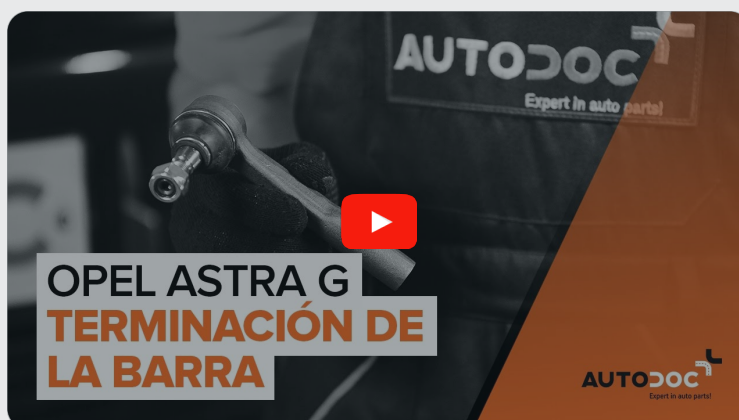 AUTODOC
Expert in auto parts!
OPEL ASTRA G
TERMINACIÓN DE
LA BARRA
AUTODOC
Expert in auto parts!